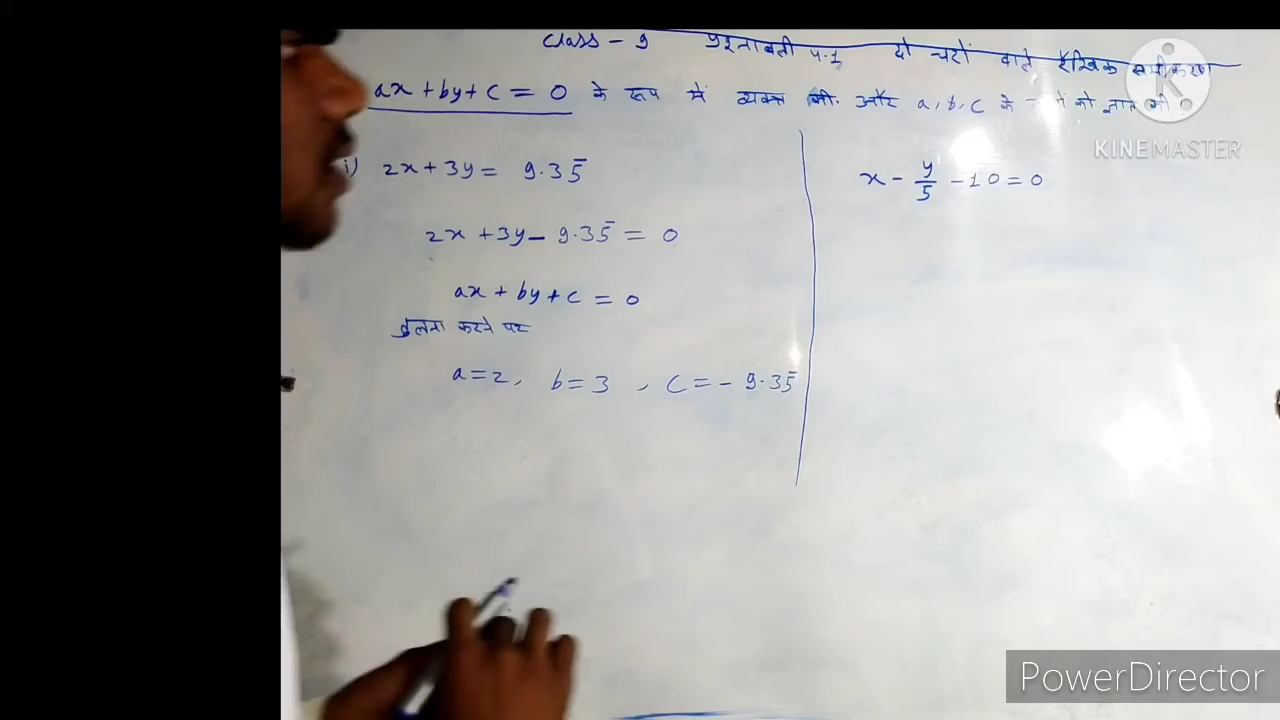 class - 9 प्रश्नावली 4.1 दो चरों वाले रैखिक समीकरण
ax + by + c = 0 के रूप में व्यक्त की. और a, b, c के को ज्ञात की
i) 2x + 3y = 9.35̄
2x + 3y - 9.35̄ = 0
ax + by + c = 0
तुलना करने पर
a = 2, b = 3, c = - 9.35̄
x - y/5 - 10 = 0
KINEMASTER
PowerDirector